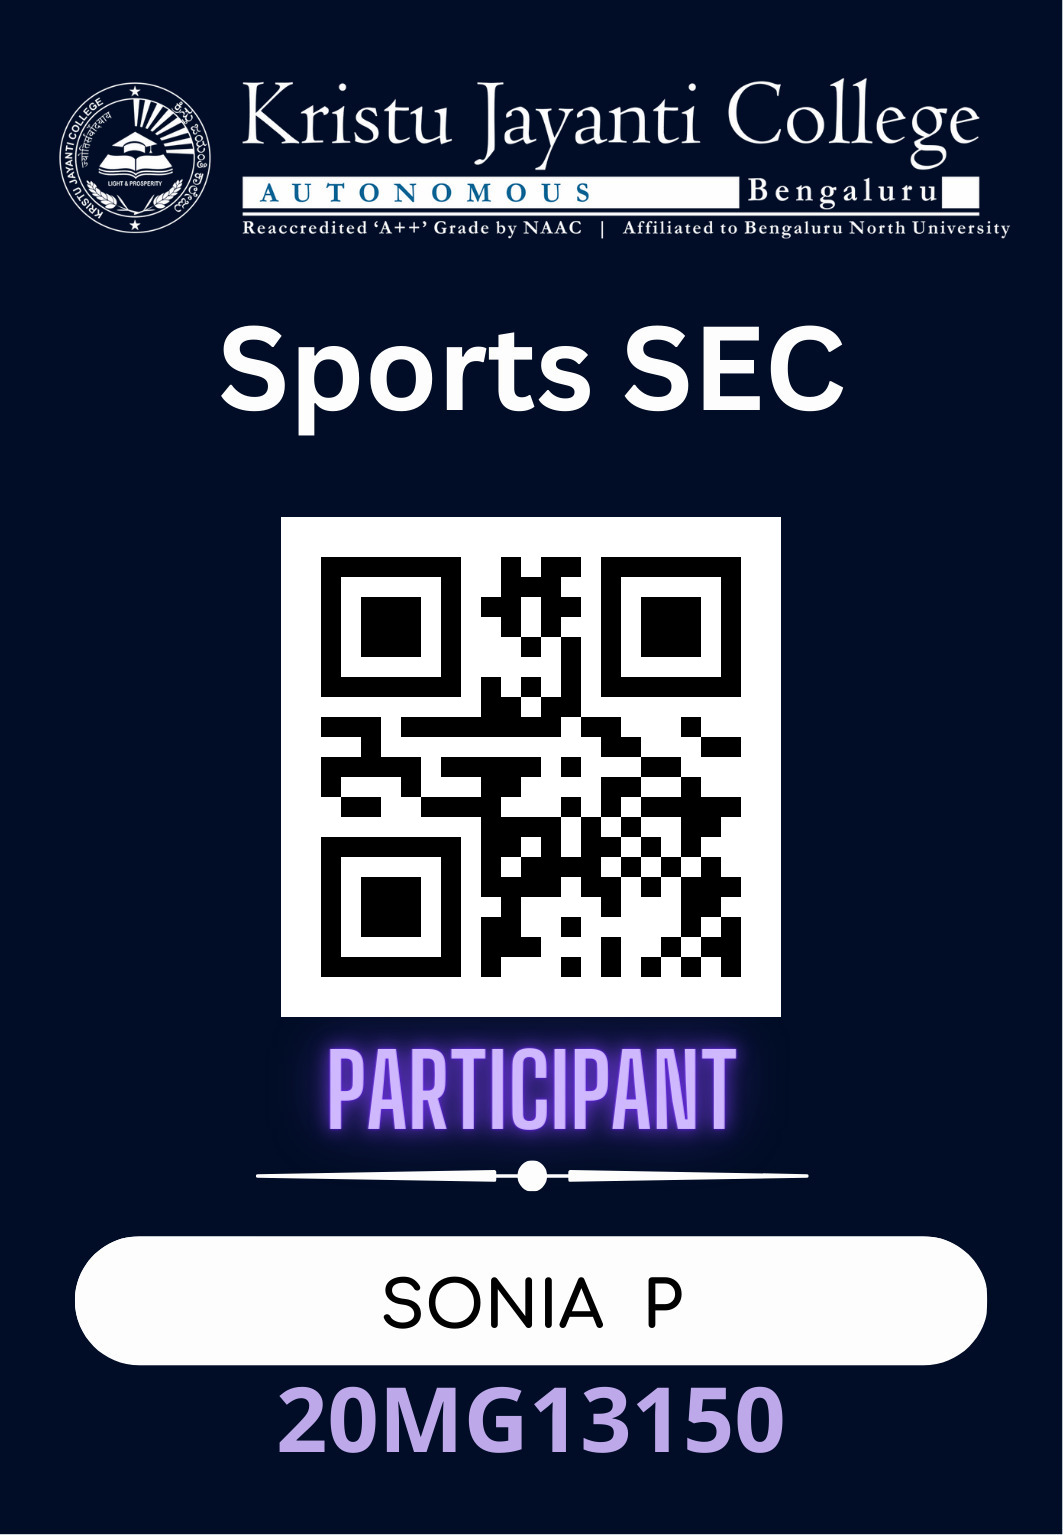 KRISTU JAYANTI COLLEGE
ಕ್ರಿಸ್ತು ಜಯಂತಿ ಕಾಲೇಜು
LIGHT & PROSPERITY
Kristu Jayanti College
AUTONOMOUS Bengaluru
Reaccredited ‘A++’ Grade by NAAC | Affiliated to Bengaluru North University
Sports SEC
PARTICIPANT
SONIA P
20MG13150